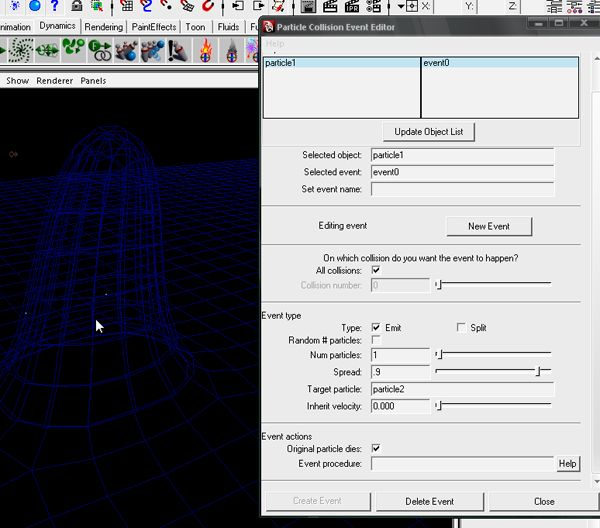 X:
Y:
Z:
nimation
Dynamics
Rendering
PaintEffects
Toon
Fluids
Fu
Show Renderer Panels
Particle Collision Event Editor
Help
particle1 event0
Update Object List
Selected object: particle1
Selected event: event0
Set event name:
Editing event New Event
On which collision do you want the event to happen?
All collisions:
Collision number: 0
Event type
Type: Emit Split
Random # particles:
Num particles: 1
Spread: .9
Target particle: particle2
Inherit velocity: 0.000
Event actions
Original particle dies:
Event procedure: Help
Create Event Delete Event Close